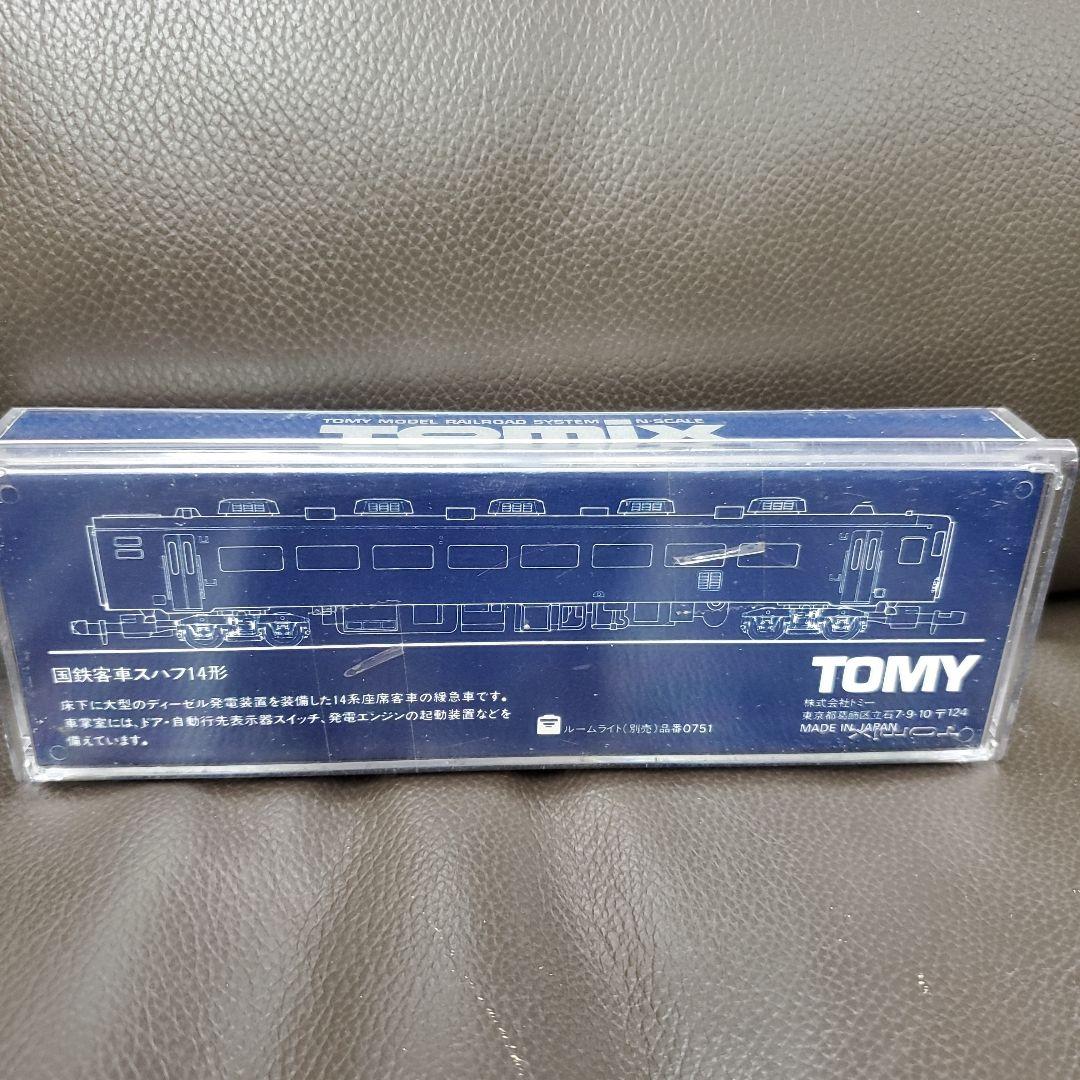 TOMY MODEL RAILROAD SYSTEM N-SCALE
TOMIX
国鉄客車スハフ14形
床下に大型のディーゼル発電装置を装備した14系座席客車の緩急車です。
車掌室には、ドア・自動行先表示器スイッチ、発電エンジンの起動装置などを
備えています。
ルームライト(別売)品番0751
TOMY
株式会社トミー
東京都葛飾区立石7-9-10 〒124
MADE IN JAPAN
TOMIX